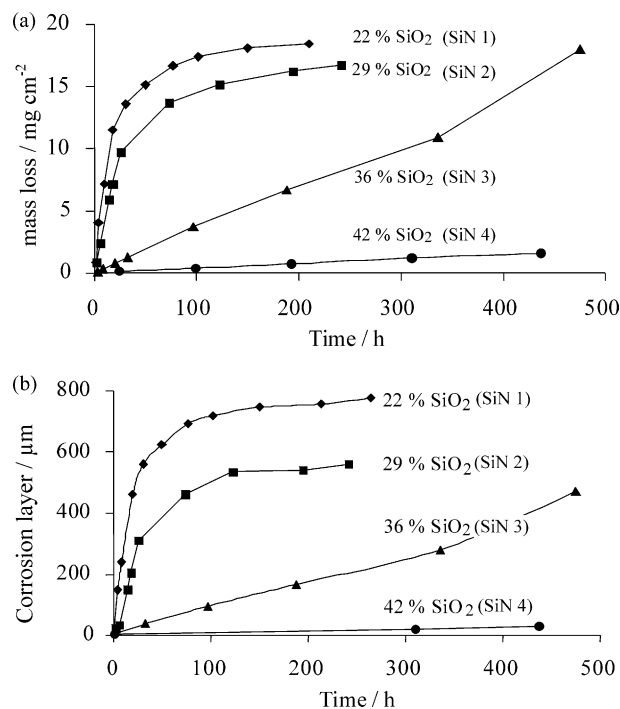 (a)
20
22 % SiO₂ (SiN 1)
29 % SiO₂ (SiN 2)
15
mass loss / mg cm⁻²
10
36 % SiO₂ (SiN 3)
5
42 % SiO₂ (SiN 4)
0
0 100 200 300 400 500
Time / h
(b)
800
22 % SiO₂ (SiN 1)
600
29 % SiO₂ (SiN 2)
Corrosion layer / µm
400
36 % SiO₂ (SiN 3)
200
42 % SiO₂ (SiN 4)
0
0 100 200 300 400 500
Time / h